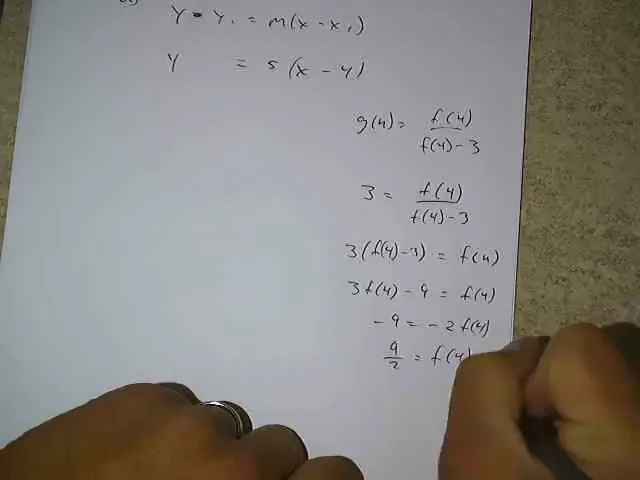 y - y₁ = m(x - x₁)
y = 5(x - 4)
g(4) = f(4) / f(4) - 3
3 = f(4) / f(4) - 3
3(f(4) - 3) = f(4)
3f(4) - 9 = f(4)
-9 = -2f(4)
9/2 = f(4)